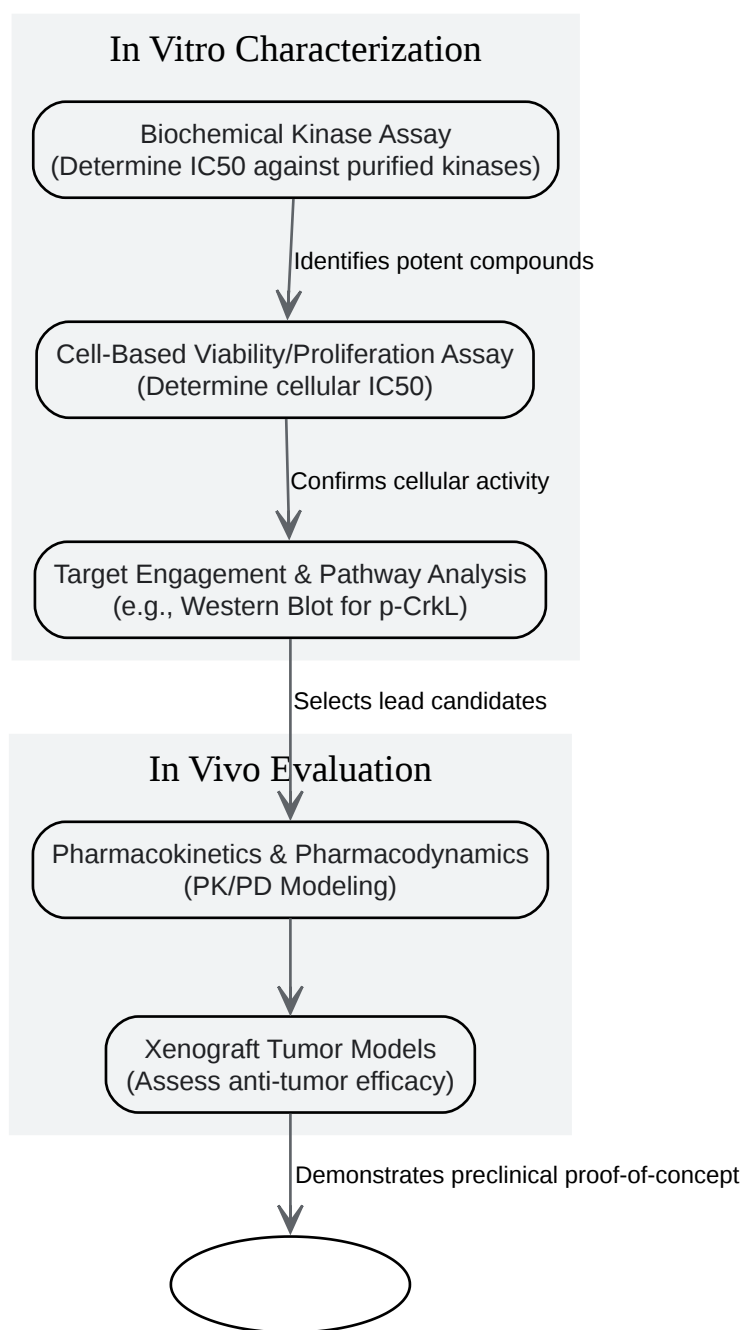 In Vitro Characterization
Biochemical Kinase Assay
(Determine IC50 against purified kinases)
Identifies potent compounds
Cell-Based Viability/Proliferation Assay
(Determine cellular IC50)
Confirms cellular activity
Target Engagement & Pathway Analysis
(e.g., Western Blot for p-CrkL)
Selects lead candidates
In Vivo Evaluation
Pharmacokinetics & Pharmacodynamics
(PK/PD Modeling)
Xenograft Tumor Models
(Assess anti-tumor efficacy)
Demonstrates preclinical proof-of-concept